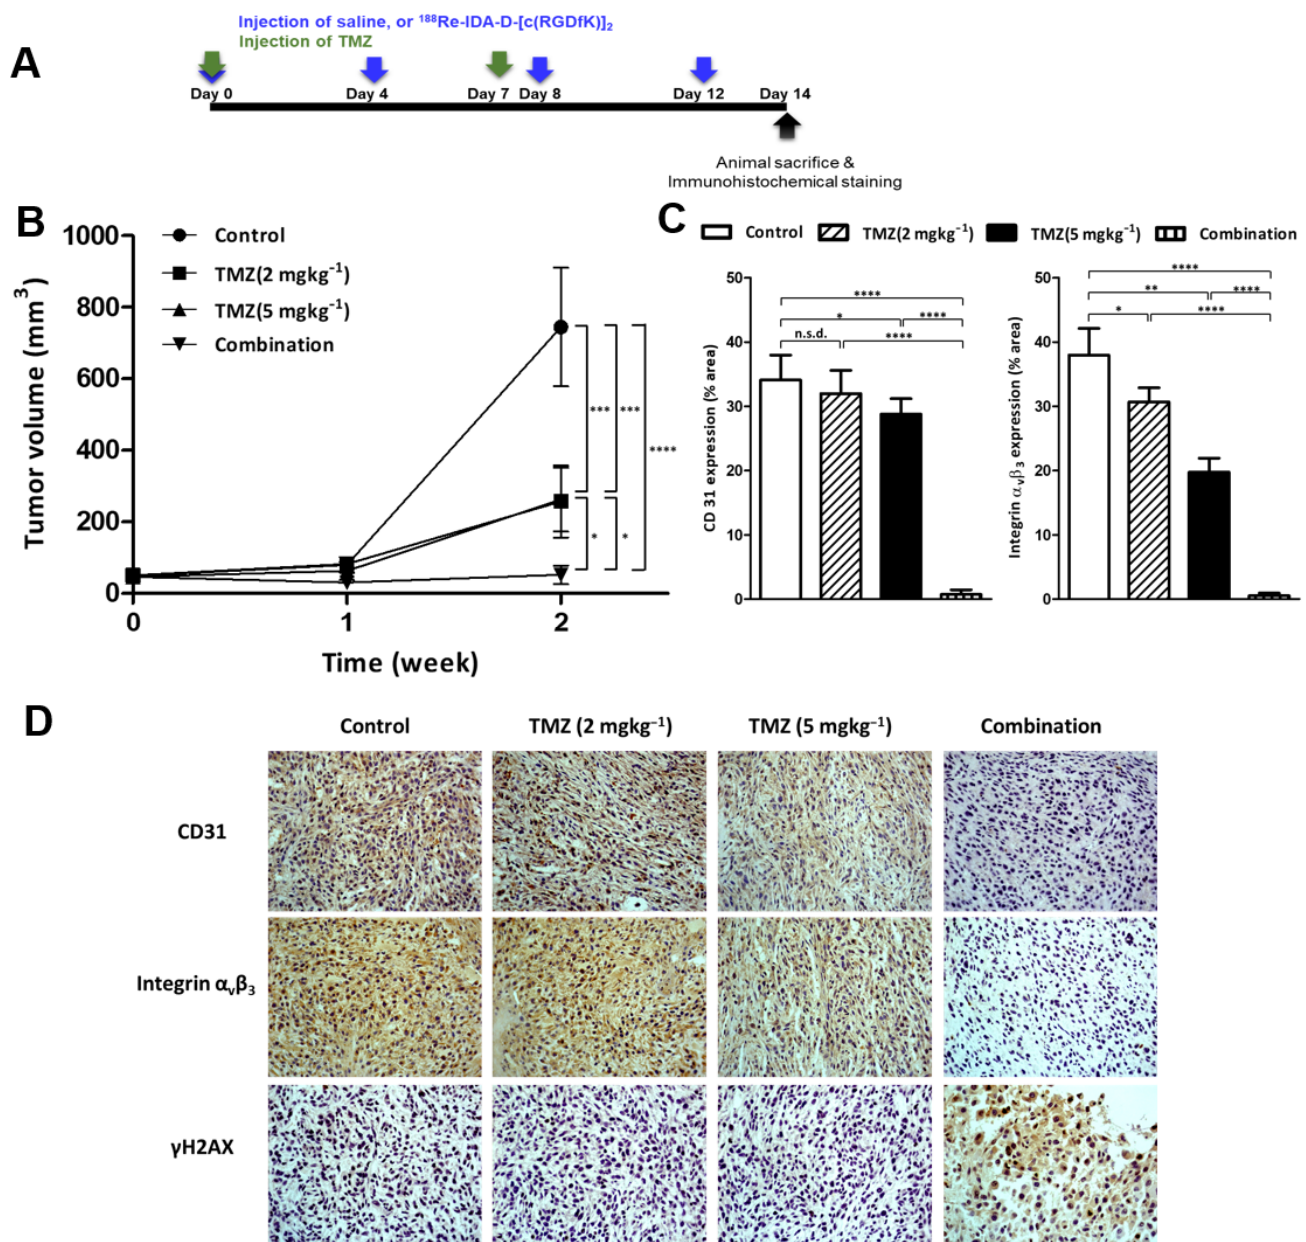 A
Injection of saline, or ¹⁸⁸Re-IDA-D-[c(RGDfK)]₂
Injection of TMZ
Day 0 Day 4 Day 7 Day 8 Day 12 Day 14
Animal sacrifice &
Immunohistochemical staining
B
Control
TMZ(2 mgkg⁻¹)
TMZ(5 mgkg⁻¹)
Combination
Tumor volume (mm³)
1000
800
600
400
200
0
0 1 2
Time (week)
***
***
****
*
*
C
Control TMZ(2 mgkg⁻¹) TMZ(5 mgkg⁻¹) Combination
CD 31 expression (% area)
50
40
30
20
10
0
****
* ****
n.s.d. ****
Integrin αᵥβ₃ expression (% area)
50
40
30
20
10
0
****
** ****
* ****
D
Control TMZ (2 mgkg⁻¹) TMZ (5 mgkg⁻¹) Combination
CD31
Integrin αᵥβ₃
γH2AX